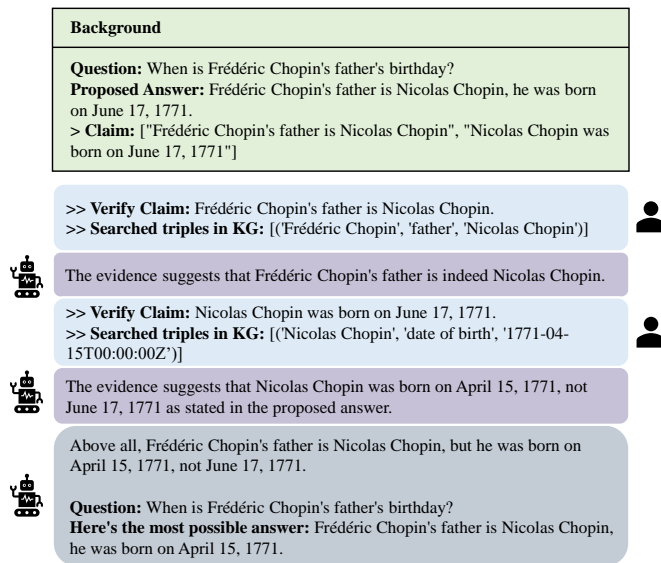 Background
Question: When is Frédéric Chopin's father's birthday?
Proposed Answer: Frédéric Chopin's father is Nicolas Chopin, he was born
on June 17, 1771.
> Claim: ["Frédéric Chopin's father is Nicolas Chopin", "Nicolas Chopin was
born on June 17, 1771"]
>> Verify Claim: Frédéric Chopin's father is Nicolas Chopin.
>> Searched triples in KG: [('Frédéric Chopin', 'father', 'Nicolas Chopin')]
The evidence suggests that Frédéric Chopin's father is indeed Nicolas Chopin.
>> Verify Claim: Nicolas Chopin was born on June 17, 1771.
>> Searched triples in KG: [('Nicolas Chopin', 'date of birth', '1771-04-
15T00:00:00Z’)]
The evidence suggests that Nicolas Chopin was born on April 15, 1771, not
June 17, 1771 as stated in the proposed answer.
Above all, Frédéric Chopin's father is Nicolas Chopin, but he was born on
April 15, 1771, not June 17, 1771.
Question: When is Frédéric Chopin's father's birthday?
Here's the most possible answer: Frédéric Chopin's father is Nicolas Chopin,
he was born on April 15, 1771.